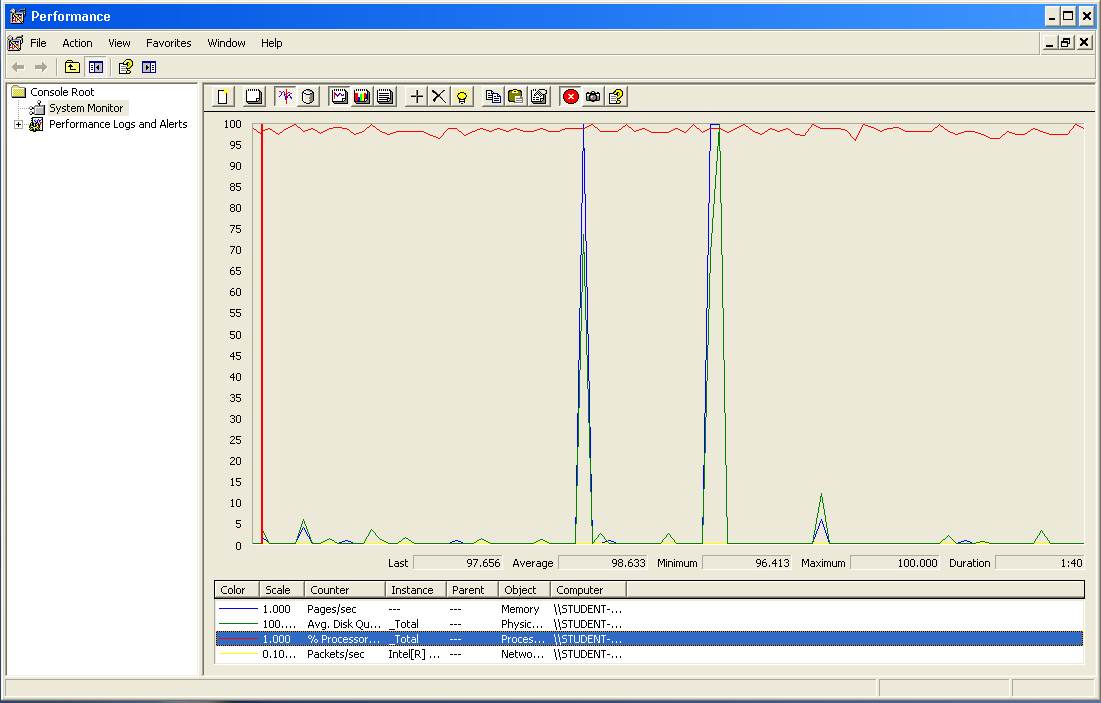 Performance
File Action View Favorites Window Help
Console Root
System Monitor
Performance Logs and Alerts
100
95
90
85
80
75
70
65
60
55
50
45
40
35
30
25
20
15
10
5
0
Last 97.656 Average 98.633 Minimum 96.413 Maximum 100.000 Duration 1:40
Color Scale Counter Instance Parent Object Computer
1.000 Pages/sec --- --- Memory \\STUDENT-...
100.... Avg. Disk Qu... _Total --- Physic... \\STUDENT-...
1.000 % Processor... _Total --- Proces... \\STUDENT-...
0.10... Packets/sec Intel[R] ... --- Netwo... \\STUDENT-...